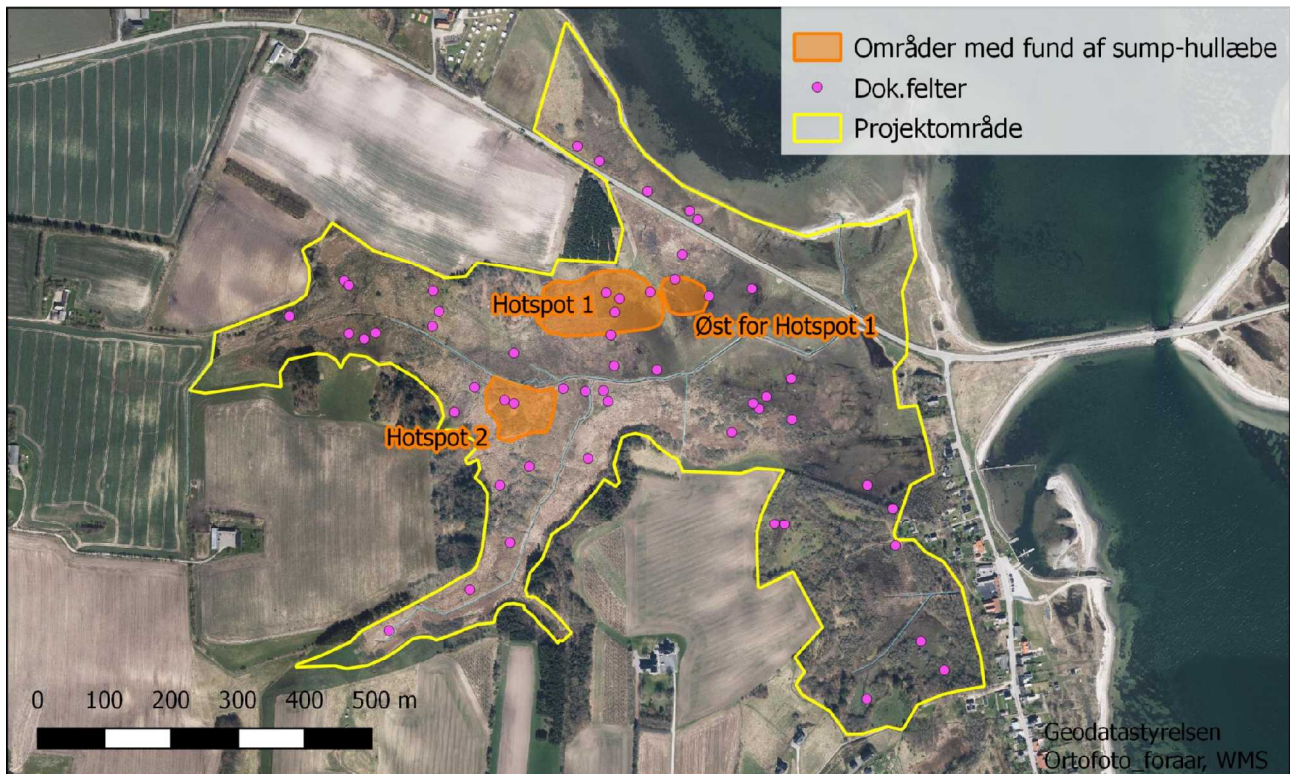 Områder med fund af sump-hullæbe
Dok.felter
Projektområde
Hotspot 1
Øst for Hotspot 1
Hotspot 2
0 100 200 300 400 500 m
Geodatastyrelsen
Ortofoto_foraar, WMS